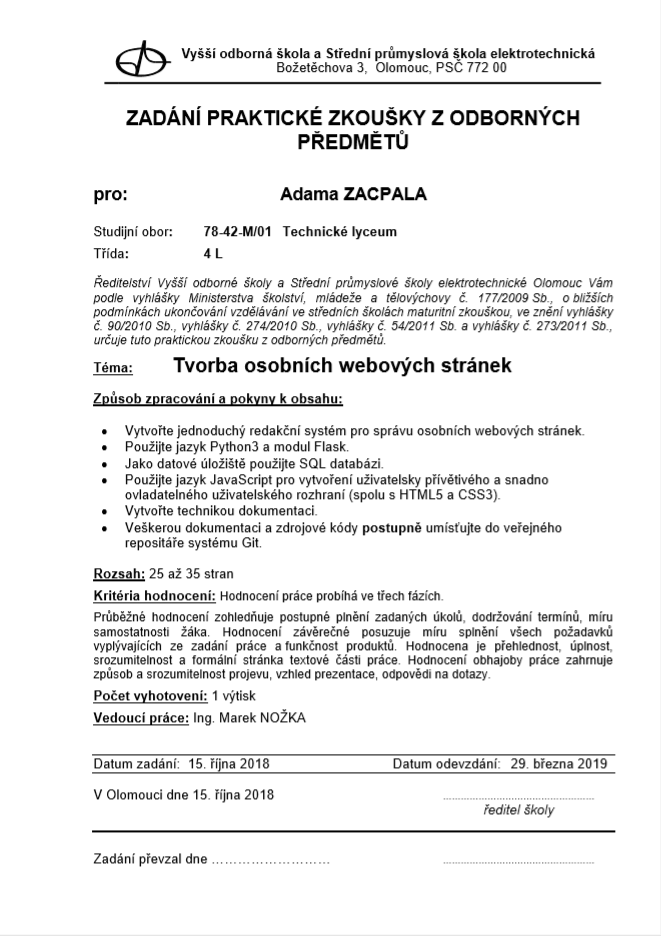 Vyšší odborná škola a Střední průmyslová škola elektrotechnická
Božetěchova 3, Olomouc, PSČ 772 00
ZADÁNÍ PRAKTICKÉ ZKOUŠKY Z ODBORNÝCH
PŘEDMĚTŮ
pro: Adama ZACPALA
Studijní obor: 78-42-M/01 Technické lyceum
Třída: 4 L
Ředitelství Vyšší odborné školy a Střední průmyslové školy elektrotechnické Olomouc Vám
podle vyhlášky Ministerstva školství, mládeže a tělovýchovy č. 177/2009 Sb., o bližších
podmínkách ukončování vzdělávání ve středních školách maturitní zkouškou, ve znění vyhlášky
č. 90/2010 Sb., vyhlášky č. 274/2010 Sb., vyhlášky č. 54/2011 Sb. a vyhlášky č. 273/2011 Sb.,
určuje tuto praktickou zkoušku z odborných předmětů.
Téma: Tvorba osobních webových stránek
Způsob zpracování a pokyny k obsahu:
• Vytvořte jednoduchý redakční systém pro správu osobních webových stránek.
• Použijte jazyk Python3 a modul Flask.
• Jako datové úložiště použijte SQL databázi.
• Použijte jazyk JavaScript pro vytvoření uživatelsky přívětivého a snadno
ovladatelného uživatelského rozhraní (spolu s HTML5 a CSS3).
• Vytvořte technikou dokumentaci.
• Veškerou dokumentaci a zdrojové kódy postupně umísťujte do veřejného
repositáře systému Git.
Rozsah: 25 až 35 stran
Kritéria hodnocení: Hodnocení práce probíhá ve třech fázích.
Průběžné hodnocení zohledňuje postupné plnění zadaných úkolů, dodržování termínů, míru
samostatnosti žáka. Hodnocení závěrečné posuzuje míru splnění všech požadavků
vyplývajících ze zadání práce a funkčnost produktů. Hodnocena je přehlednost, úplnost,
srozumitelnost a formální stránka textové části práce. Hodnocení obhajoby práce zahrnuje
způsob a srozumitelnost projevu, vzhled prezentace, odpovědi na dotazy.
Počet vyhotovení: 1 výtisk
Vedoucí práce: Ing. Marek NOŽKA
Datum zadání: 15. října 2018 Datum odevzdání: 29. března 2019
V Olomouci dne 15. října 2018 ......................................................
ředitel školy
Zadání převzal dne ………………………. ......................................................